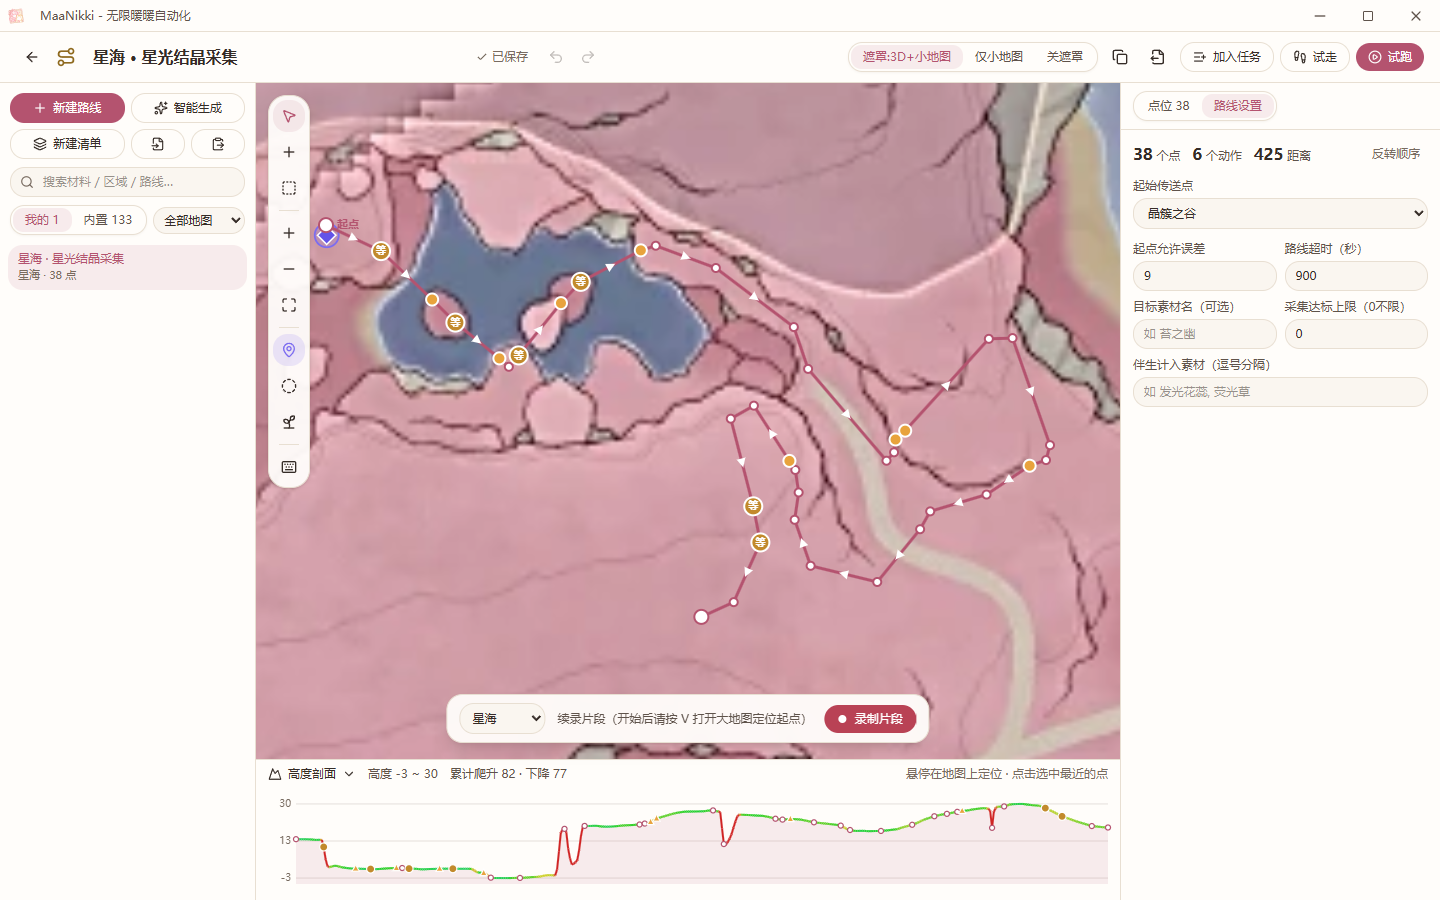 MaaNikki - 无限暖暖自动化
星海 • 星光结晶采集
已保存
遮罩:3D+小地图 仅小地图 关遮罩
加入任务
试走
试跑
新建路线
智能生成
新建清单
搜索材料 / 区域 / 路线...
我的 1 内置 133
全部地图
星海 · 星光结晶采集
星海 · 38 点
起点
等
等
等
等
等
等
星海
续录片段（开始后请按 V 打开大地图定位起点）
录制片段
高度剖面
高度 -3 ~ 30 累计爬升 82 · 下降 77
悬停在地图上定位 · 点击选中最近的点
30
13
-3
点位 38 路线设置
38 个点 6 个动作 425 距离
反转顺序
起始传送点
晶簇之谷
起点允许误差 路线超时（秒）
9 900
目标素材名（可选） 采集达标上限（0不限）
如 苔之幽 0
伴生计入素材（逗号分隔）
如 发光花蕊, 荧光草